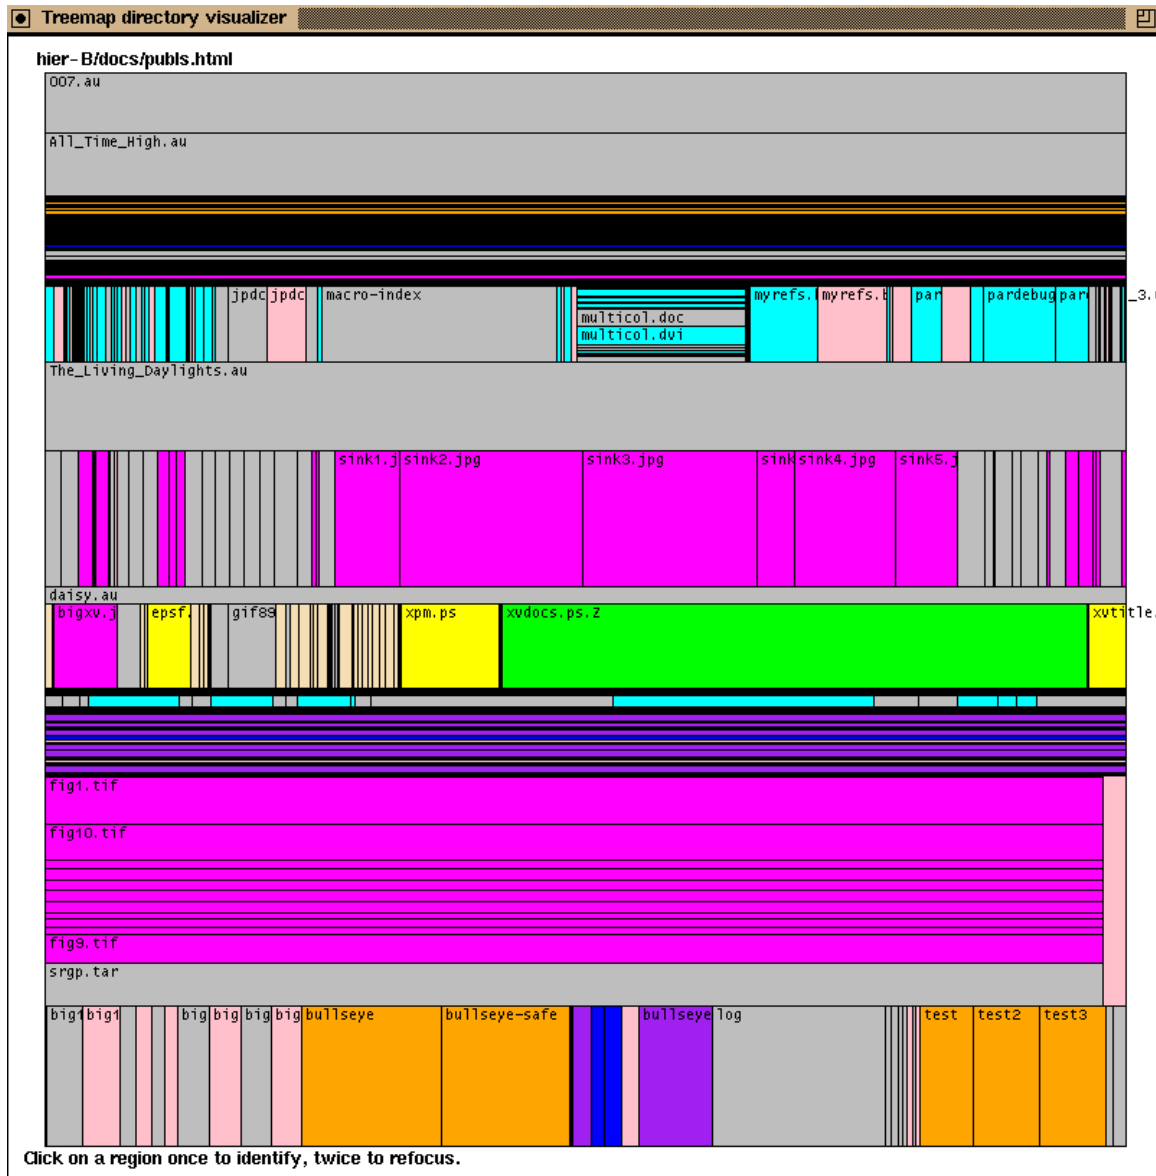 Treemap directory visualizer
hier-B/docs/publs.html
007.au
All_Time_High.au
jpdc jpdc macro-index multicol.doc multicol.dvi myrefs. myrefs.b par pardebug par _3.
The_Living_Daylights.au
sink1.j sink2.jpg sink3.jpg sink sink4.jpg sink5.j
daisy.au
bigxv.j epsf. gif89 xpm.ps xvdocs.ps.Z xvtitle.
fig1.tif
fig10.tif
fig9.tif
srgp.tar
big1 big1 big big big big bullseye bullseye-safe bullseye log test test2 test3
Click on a region once to identify, twice to refocus.